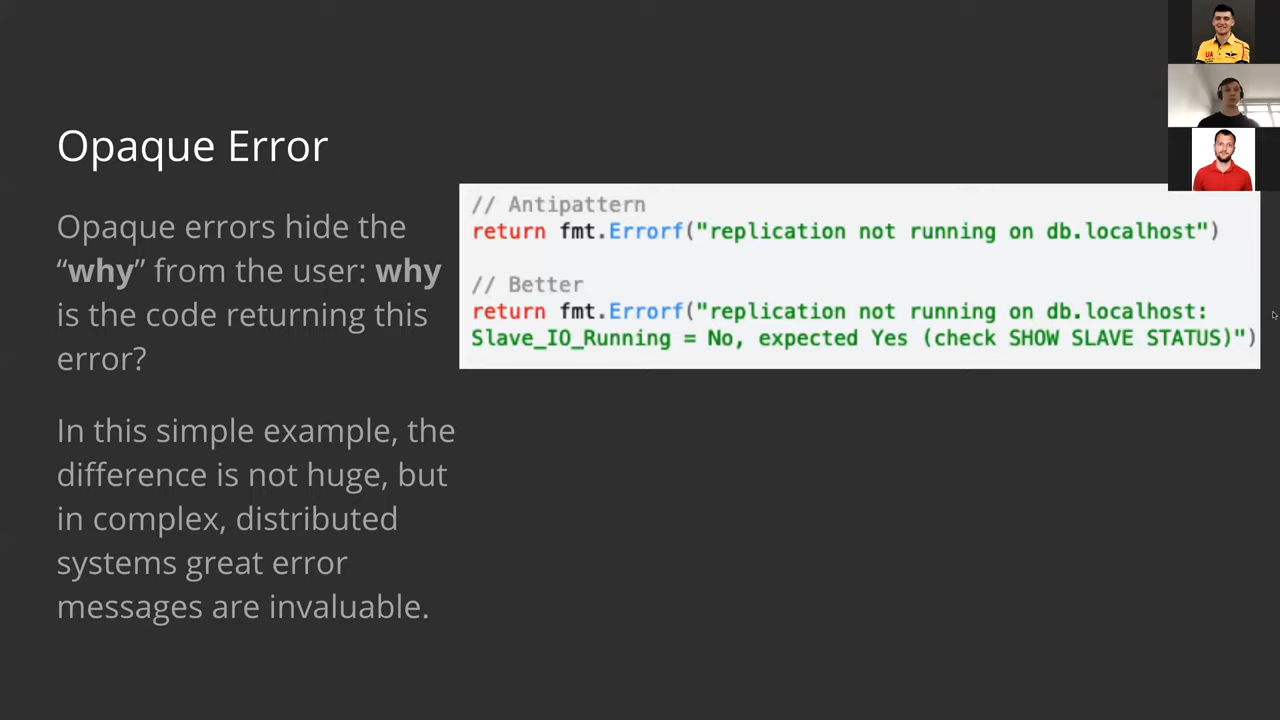 Opaque Error
Opaque errors hide the
“why” from the user: why
is the code returning this
error?
In this simple example, the
difference is not huge, but
in complex, distributed
systems great error
messages are invaluable.
// Antipattern
return fmt.Errorf("replication not running on db.localhost")
// Better
return fmt.Errorf("replication not running on db.localhost:
Slave_IO_Running = No, expected Yes (check SHOW SLAVE STATUS)")
UA